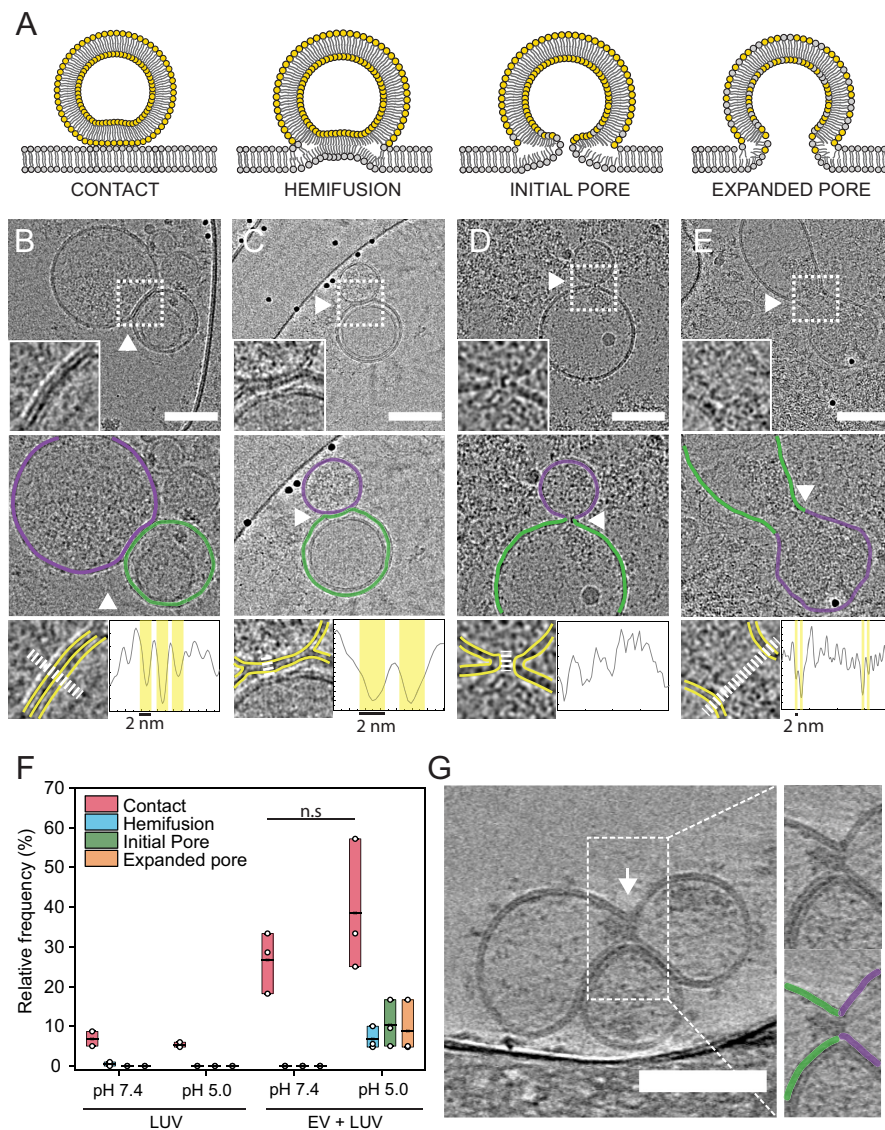 A
CONTACT
HEMIFUSION
INITIAL PORE
EXPANDED PORE
B
C
D
E
2 nm
2 nm
2 nm
F
Relative frequency (%)
70
60
50
40
30
20
10
0
Contact
Hemifusion
Initial Pore
Expanded pore
n.s
pH 7.4
pH 5.0
pH 7.4
pH 5.0
LUV
EV + LUV
G